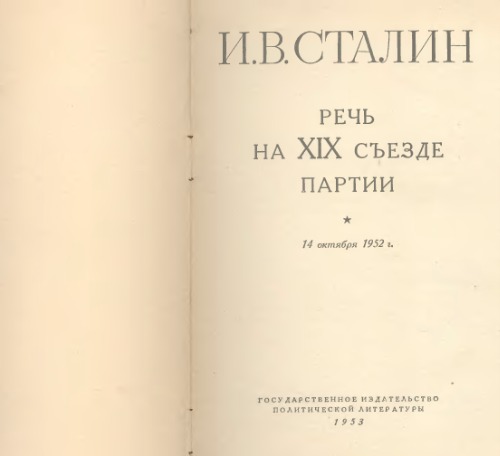 И.В.СТАЛИН
РЕЧЬ
НА XIX СЪЕЗДЕ
ПАРТИИ
★
14 октября 1952 г.
ГОСУДАРСТВЕННОЕ ИЗДАТЕЛЬСТВО
ПОЛИТИЧЕСКОЙ ЛИТЕРАТУРЫ
1953